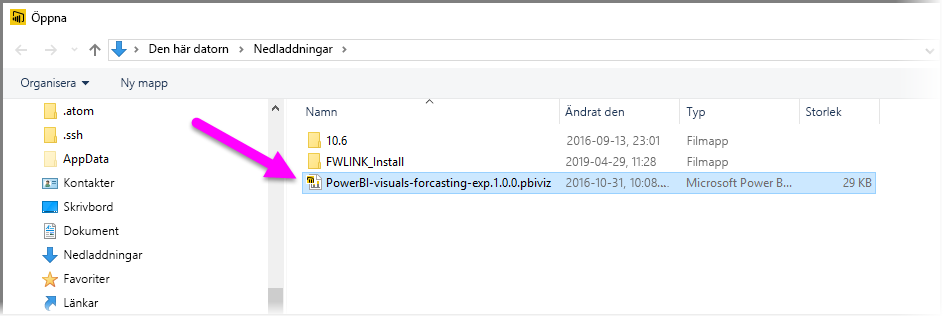 Öppna
Den här datorn > Nedladdningar >
Organisera Ny mapp
Namn Ändrat den Typ Storlek
.atom
.ssh
AppData
Kontakter
Skrivbord
Dokument
Nedladdningar
Favoriter
Länkar
10.6 2016-09-13, 23:01 Filmapp
FWLINK_Install 2019-04-29, 11:28 Filmapp
PowerBI-visuals-forcasting-exp.1.0.0.pbiviz 2016-10-31, 10:08.... Microsoft Power B... 29 KB